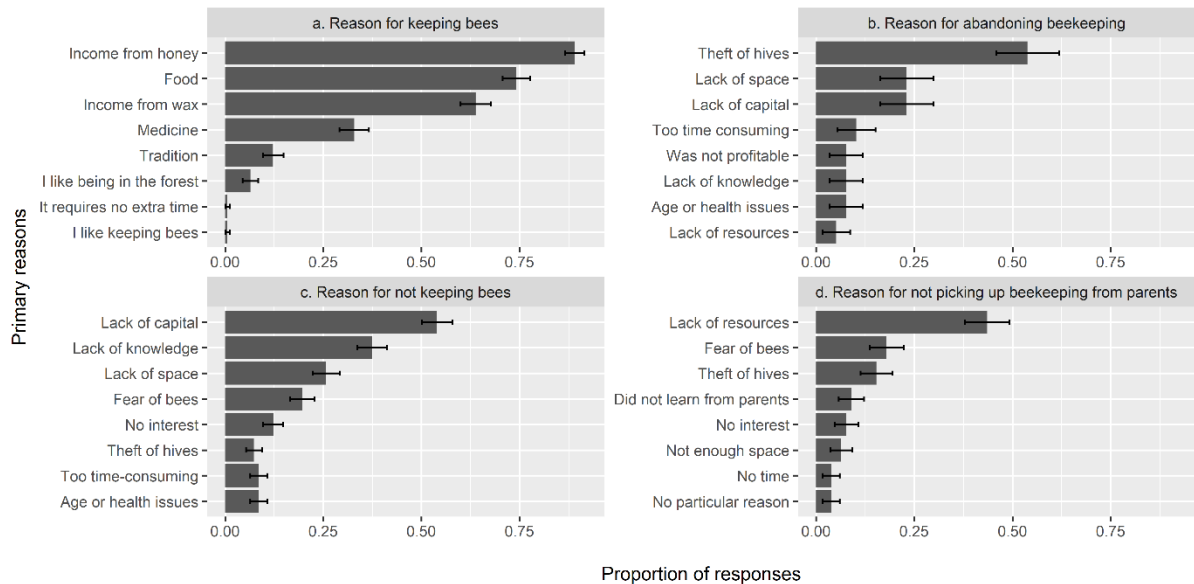 a. Reason for keeping bees
Income from honey
Food
Income from wax
Medicine
Tradition
I like being in the forest
It requires no extra time
I like keeping bees
0.00 0.25 0.50 0.75
b. Reason for abandoning beekeeping
Theft of hives
Lack of space
Lack of capital
Too time consuming
Was not profitable
Lack of knowledge
Age or health issues
Lack of resources
0.00 0.25 0.50 0.75
Primary reasons
c. Reason for not keeping bees
Lack of capital
Lack of knowledge
Lack of space
Fear of bees
No interest
Theft of hives
Too time-consuming
Age or health issues
0.00 0.25 0.50 0.75
d. Reason for not picking up beekeeping from parents
Lack of resources
Fear of bees
Theft of hives
Did not learn from parents
No interest
Not enough space
No time
No particular reason
0.00 0.25 0.50 0.75
Proportion of responses